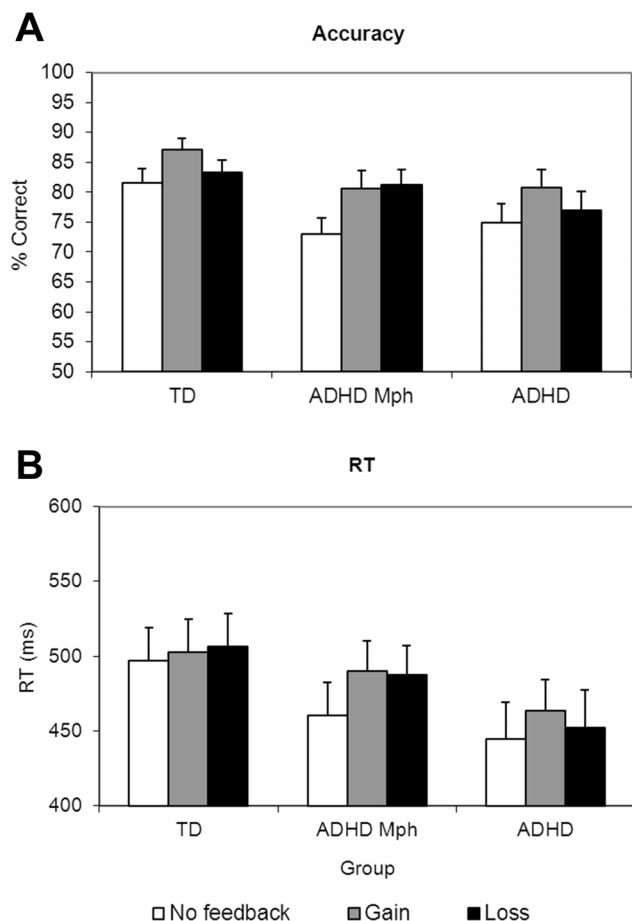 A
Accuracy
100
95
90
85
80
75
70
65
60
55
50
% Correct
TD ADHD Mph ADHD
B
RT
600
550
500
450
400
RT (ms)
TD ADHD Mph ADHD
Group
No feedback Gain Loss